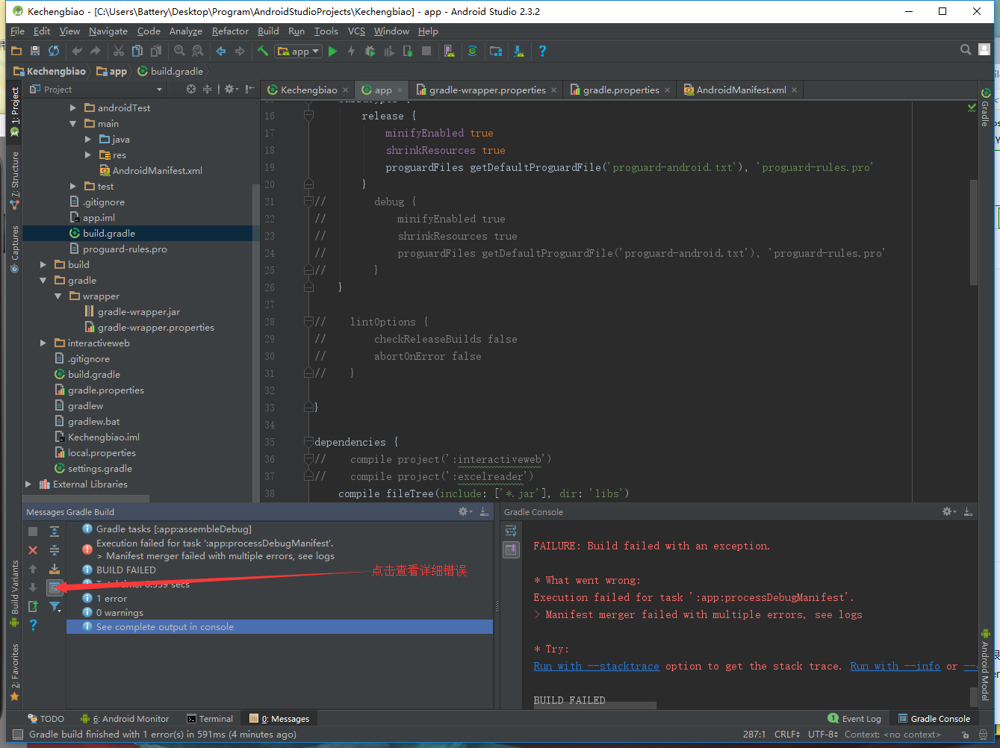 Kechengbiao - [C:\Users\Battery\Desktop\Program\AndroidStudioProjects\Kechengbiao] - app - Android Studio 2.3.2
File Edit View Navigate Code Analyze Refactor Build Run Tools VCS Window Help
app
Kechengbiao app build.gradle
Project
Kechengbiao app gradle-wrapper.properties gradle.properties AndroidManifest.xml
1: Project
7: Structure
Captures
Build Variants
2: Favorites
androidTest
main
java
res
AndroidManifest.xml
test
.gitignore
app.iml
build.gradle
proguard-rules.pro
build
gradle
wrapper
gradle-wrapper.jar
gradle-wrapper.properties
interactiveweb
.gitignore
build.gradle
gradle.properties
gradlew
gradlew.bat
Kechengbiao.iml
local.properties
settings.gradle
External Libraries
16 release {
17 minifyEnabled true
18 shrinkResources true
19 proguardFiles getDefaultProguardFile('proguard-android.txt'), 'proguard-rules.pro'
20 }
21 // debug {
22 // minifyEnabled true
23 // shrinkResources true
24 // proguardFiles getDefaultProguardFile('proguard-android.txt'), 'proguard-rules.pro'
25 // }
26 }
27
28 // lintOptions {
29 // checkReleaseBuilds false
30 // abortOnError false
31 // }
32
33 }
34
35 dependencies {
36 // compile project(':interactiveweb')
37 // compile project(':excelreader')
38 compile fileTree(include: ['*.jar'], dir: 'libs')
Gradle
Android Model
Messages Gradle Build
Gradle tasks [:app:assembleDebug]
Execution failed for task ':app:processDebugManifest'.
> Manifest merger failed with multiple errors, see logs
BUILD FAILED
secs
1 error
0 warnings
See complete output in console
点击查看详细错误
Gradle Console
FAILURE: Build failed with an exception.
* What went wrong:
Execution failed for task ':app:processDebugManifest'.
> Manifest merger failed with multiple errors, see logs
* Try:
Run with --stacktrace option to get the stack trace. Run with --info or
BUILD FAILED
TODO 6: Android Monitor Terminal 0: Messages 1 Event Log Gradle Console
Gradle build finished with 1 error(s) in 591ms (4 minutes ago) 287:1 CRLF UTF-8 Context: <no context>